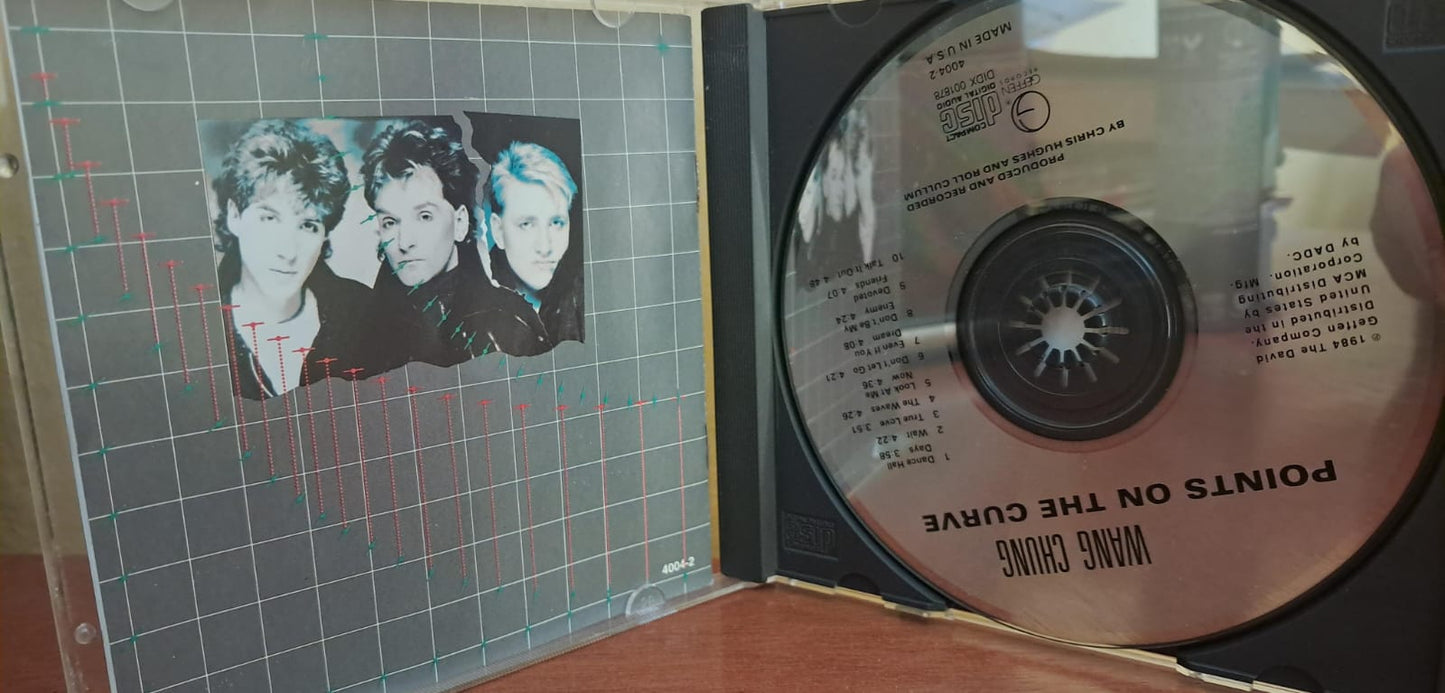 4004-2
WANG CHUNG
POINTS ON THE CURVE
1 Dance Hall
Days 3:58
2 Wait 4:22
3 True Love 3:51
4 The Waves 4:26
5 Look At Me
Now 4:36
6 Don't Let Go 4:21
7 Even If You
Dream 4:08
8 Don't Be My
Enemy 4:24
9 Devoted
Friends 4:07
10 Talk It Out 4:48
℗ 1984 The David
Geffen Company.
Distributed in the
United States by
MCA Distributing
Corporation. Mfg.
by DADC.
PRODUCED AND RECORDED
BY CHRIS HUGHES AND ROLL CULLUM
GEFFEN
RECORDS
COMPACT
disc
DIGITAL AUDIO
DIDX 001878
4004-2
MADE IN U.S.A